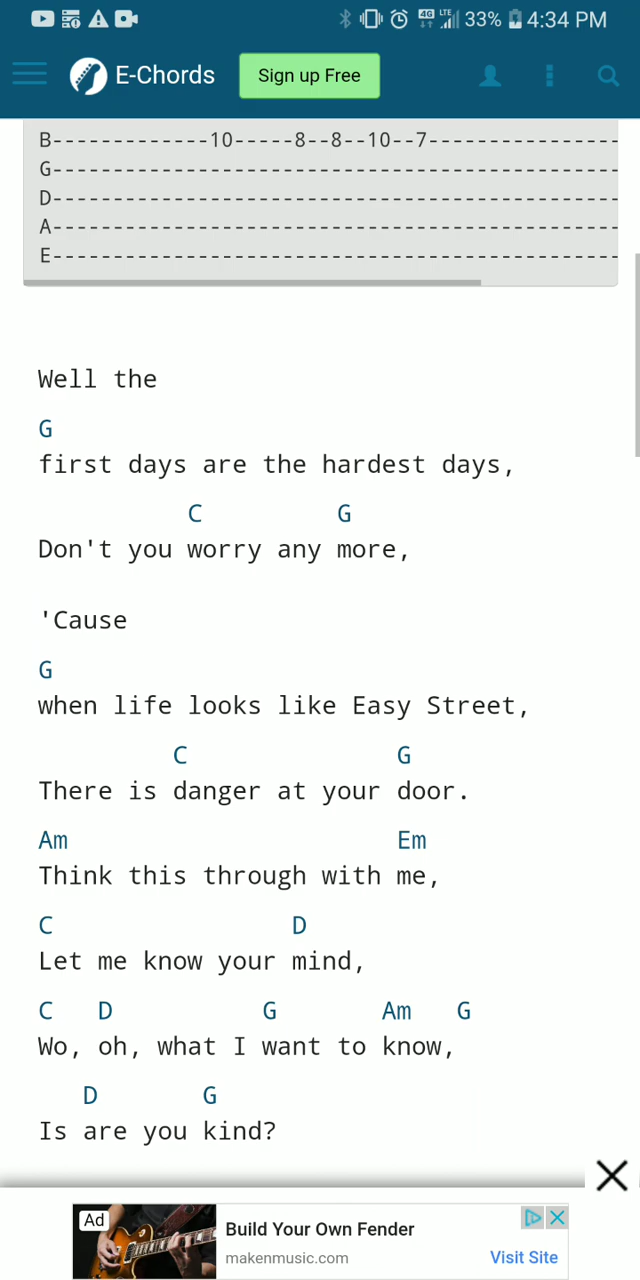 4G LTE 33% 4:34 PM
E-Chords Sign up Free
B-------------10-----8--8--10--7----------------
G-----------------------------------------------
D-----------------------------------------------
A-----------------------------------------------
E-----------------------------------------------
Well the
G
first days are the hardest days,
C G
Don't you worry any more,
'Cause
G
when life looks like Easy Street,
C G
There is danger at your door.
Am Em
Think this through with me,
C D
Let me know your mind,
C D G Am G
Wo, oh, what I want to know,
D G
Is are you kind?
Ad
Build Your Own Fender
makenmusic.com Visit Site